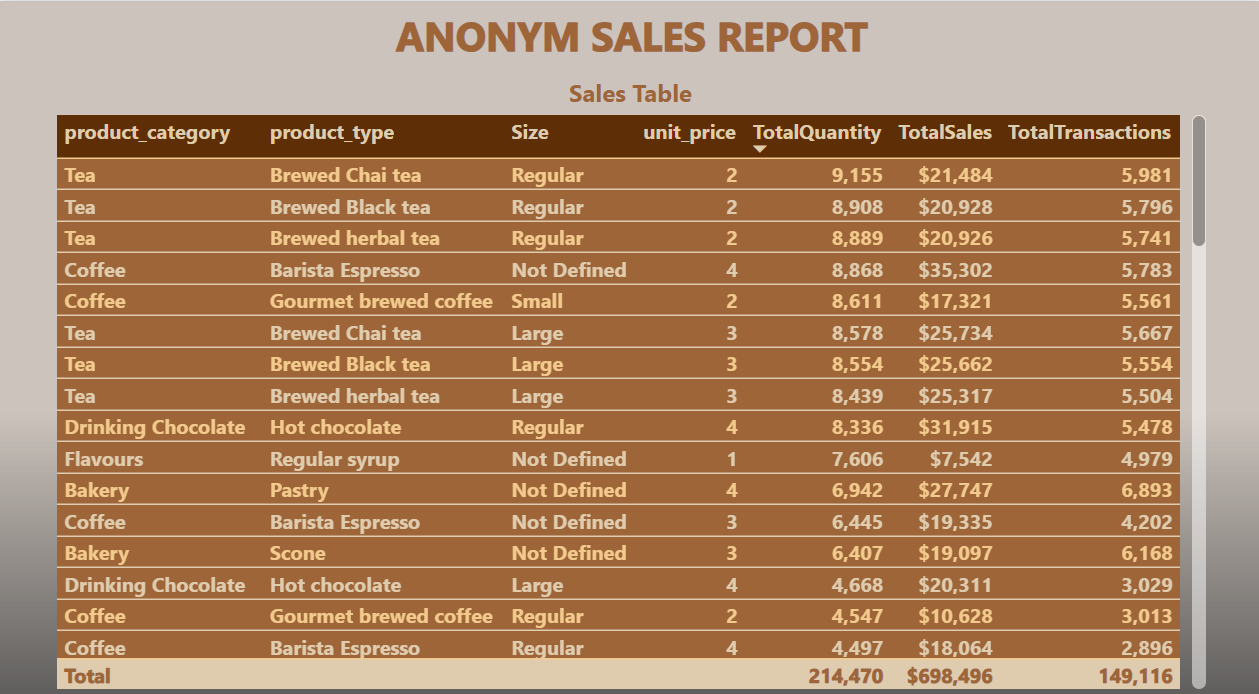 ANONYM SALES REPORT
Sales Table
product_category product_type Size unit_price TotalQuantity TotalSales TotalTransactions
Tea Brewed Chai tea Regular 2 9,155 $21,484 5,981
Tea Brewed Black tea Regular 2 8,908 $20,928 5,796
Tea Brewed herbal tea Regular 2 8,889 $20,926 5,741
Coffee Barista Espresso Not Defined 4 8,868 $35,302 5,783
Coffee Gourmet brewed coffee Small 2 8,611 $17,321 5,561
Tea Brewed Chai tea Large 3 8,578 $25,734 5,667
Tea Brewed Black tea Large 3 8,554 $25,662 5,554
Tea Brewed herbal tea Large 3 8,439 $25,317 5,504
Drinking Chocolate Hot chocolate Regular 4 8,336 $31,915 5,478
Flavours Regular syrup Not Defined 1 7,606 $7,542 4,979
Bakery Pastry Not Defined 4 6,942 $27,747 6,893
Coffee Barista Espresso Not Defined 3 6,445 $19,335 4,202
Bakery Scone Not Defined 3 6,407 $19,097 6,168
Drinking Chocolate Hot chocolate Large 4 4,668 $20,311 3,029
Coffee Gourmet brewed coffee Regular 2 4,547 $10,628 3,013
Coffee Barista Espresso Regular 4 4,497 $18,064 2,896
Total 214,470 $698,496 149,116